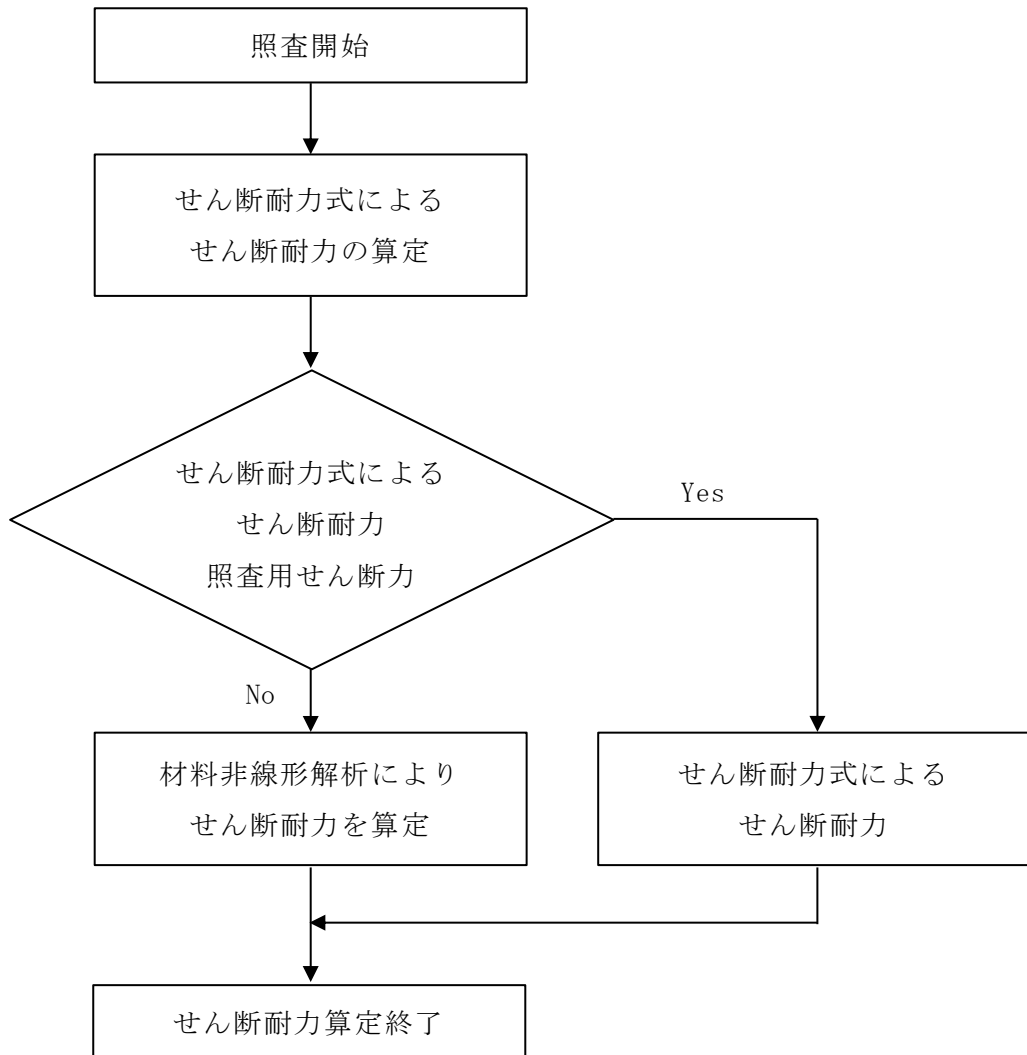 照査開始
せん断耐力式による
せん断耐力の算定
せん断耐力式による
せん断耐力
照査用せん断力
Yes
No
材料非線形解析により
せん断耐力を算定
せん断耐力式による
せん断耐力
せん断耐力算定終了